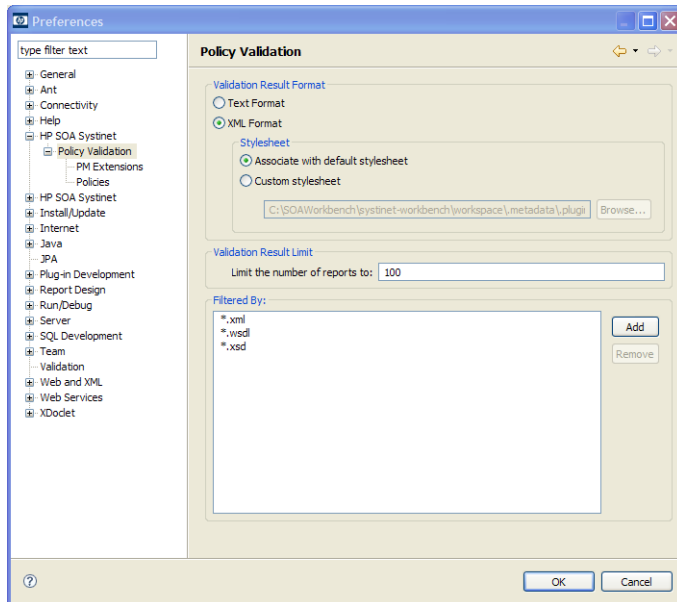 Preferences
type filter text
General
Ant
Connectivity
Help
HP SOA Systinet
Policy Validation
PM Extensions
Policies
HP SOA Systinet
Install/Update
Internet
Java
JPA
Plug-in Development
Report Design
Run/Debug
Server
SQL Development
Team
Validation
Web and XML
Web Services
XDoclet
Policy Validation
Validation Result Format
Text Format
XML Format
Stylesheet
Associate with default stylesheet
Custom stylesheet
C:\SOAWorkbench\systinet-workbench\workspace\.metadata\.plugin Browse...
Validation Result Limit
Limit the number of reports to: 100
Filtered By:
*.xml
*.wsdl
*.xsd
Add
Remove
OK Cancel